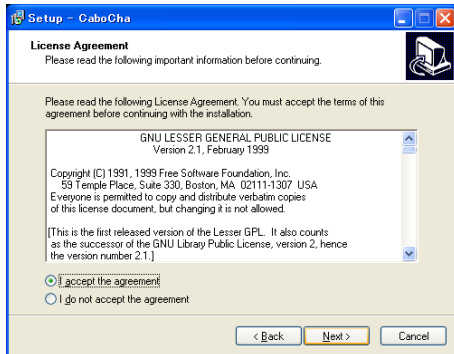 Setup - CaboCha
License Agreement
Please read the following important information before continuing.
Please read the following License Agreement. You must accept the terms of this
agreement before continuing with the installation.
GNU LESSER GENERAL PUBLIC LICENSE
Version 2.1, February 1999
Copyright (C) 1991, 1999 Free Software Foundation, Inc.
59 Temple Place, Suite 330, Boston, MA  02111-1307  USA
Everyone is permitted to copy and distribute verbatim copies
of this license document, but changing it is not allowed.
[This is the first released version of the Lesser GPL.  It also counts
as the successor of the GNU Library Public License, version 2, hence
the version number 2.1.]
I accept the agreement
I do not accept the agreement
< Back
Next >
Cancel